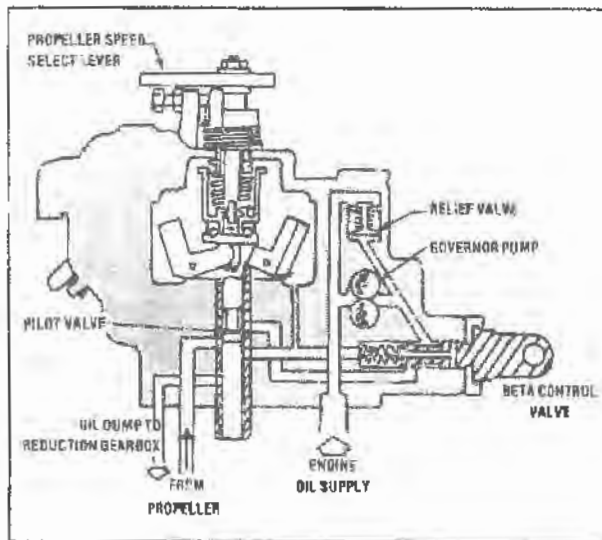 PROPELLER SPEED
SELECT LEVER
RELIEF VALVE
GOVERNOR PUMP
PILOT VALVE
BETA CONTROL
VALVE
OIL DUMP TO
REDUCTION GEARBOX
FROM
PROPELLER
ENGINE
OIL SUPPLY